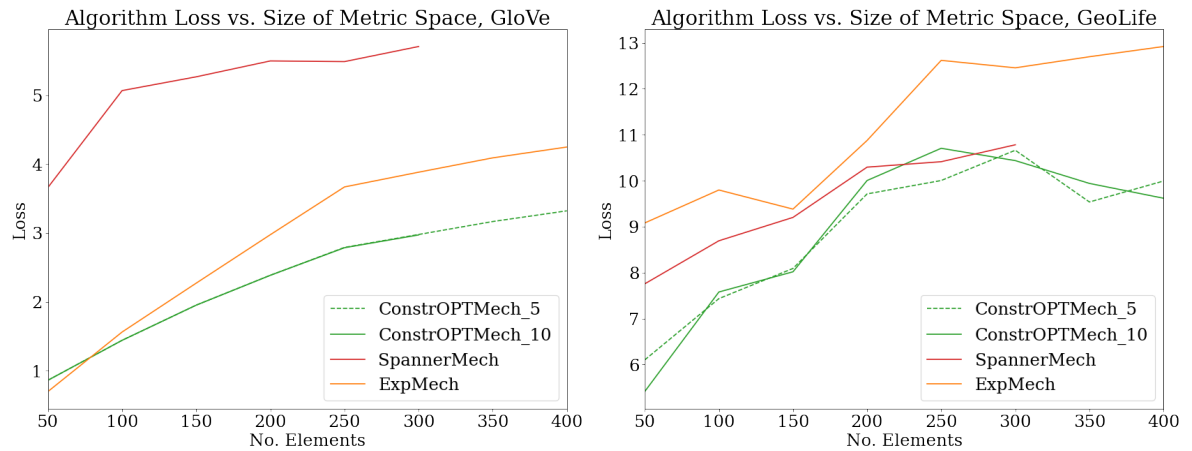 Algorithm Loss vs. Size of Metric Space, GloVe
Loss
5
4
3
2
1
ConstrOPTMech_5
ConstrOPTMech_10
SpannerMech
ExpMech
50 100 150 200 250 300 350 400
No. Elements
Algorithm Loss vs. Size of Metric Space, GeoLife
Loss
13
12
11
10
9
8
7
6
ConstrOPTMech_5
ConstrOPTMech_10
SpannerMech
ExpMech
50 100 150 200 250 300 350 400
No. Elements